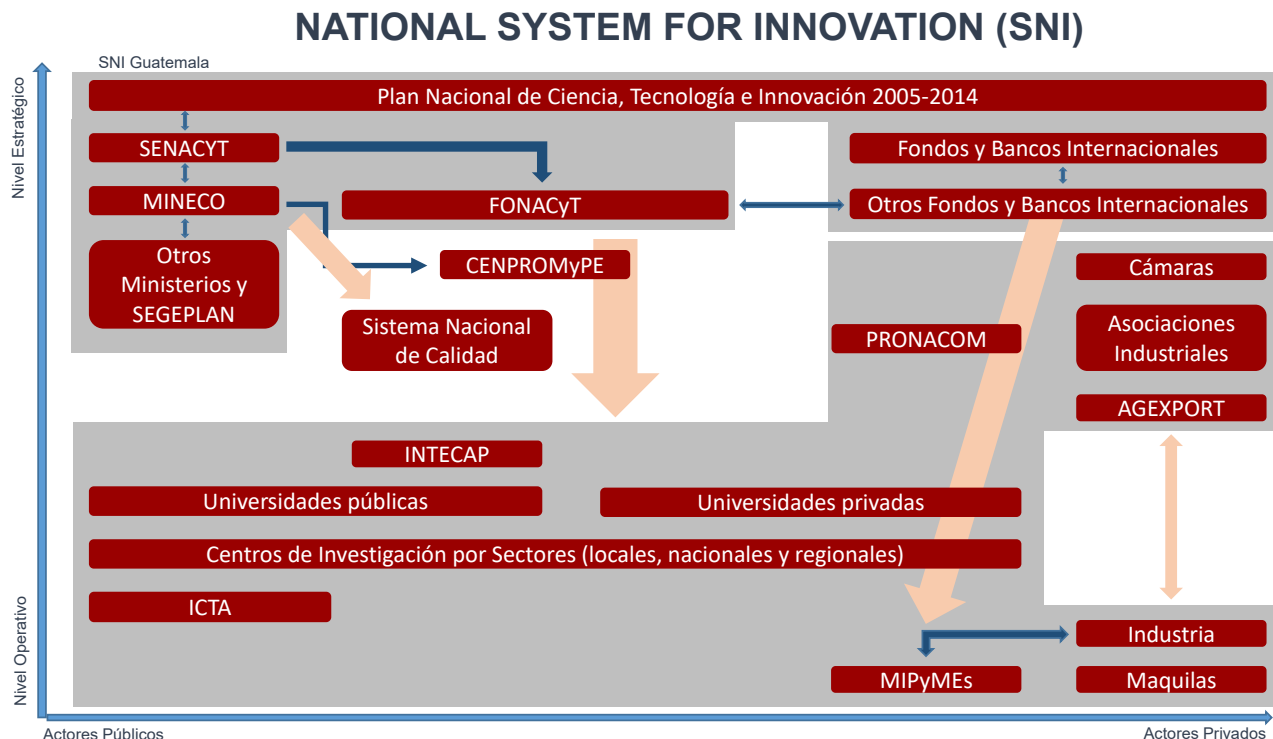 NATIONAL SYSTEM FOR INNOVATION (SNI)
SNI Guatemala
Nivel Estratégico
Plan Nacional de Ciencia, Tecnología e Innovación 2005-2014
SENACYT
Fondos y Bancos Internacionales
MINECO
FONACyT
Otros Fondos y Bancos Internacionales
Otros
Ministerios y
SEGEPLAN
CENPROMyPE
Cámaras
Sistema Nacional
de Calidad
PRONACOM
Asociaciones
Industriales
AGEXPORT
INTECAP
Universidades públicas
Universidades privadas
Centros de Investigación por Sectores (locales, nacionales y regionales)
ICTA
Industria
MIPyMEs
Maquilas
Nivel Operativo
Actores Públicos
Actores Privados